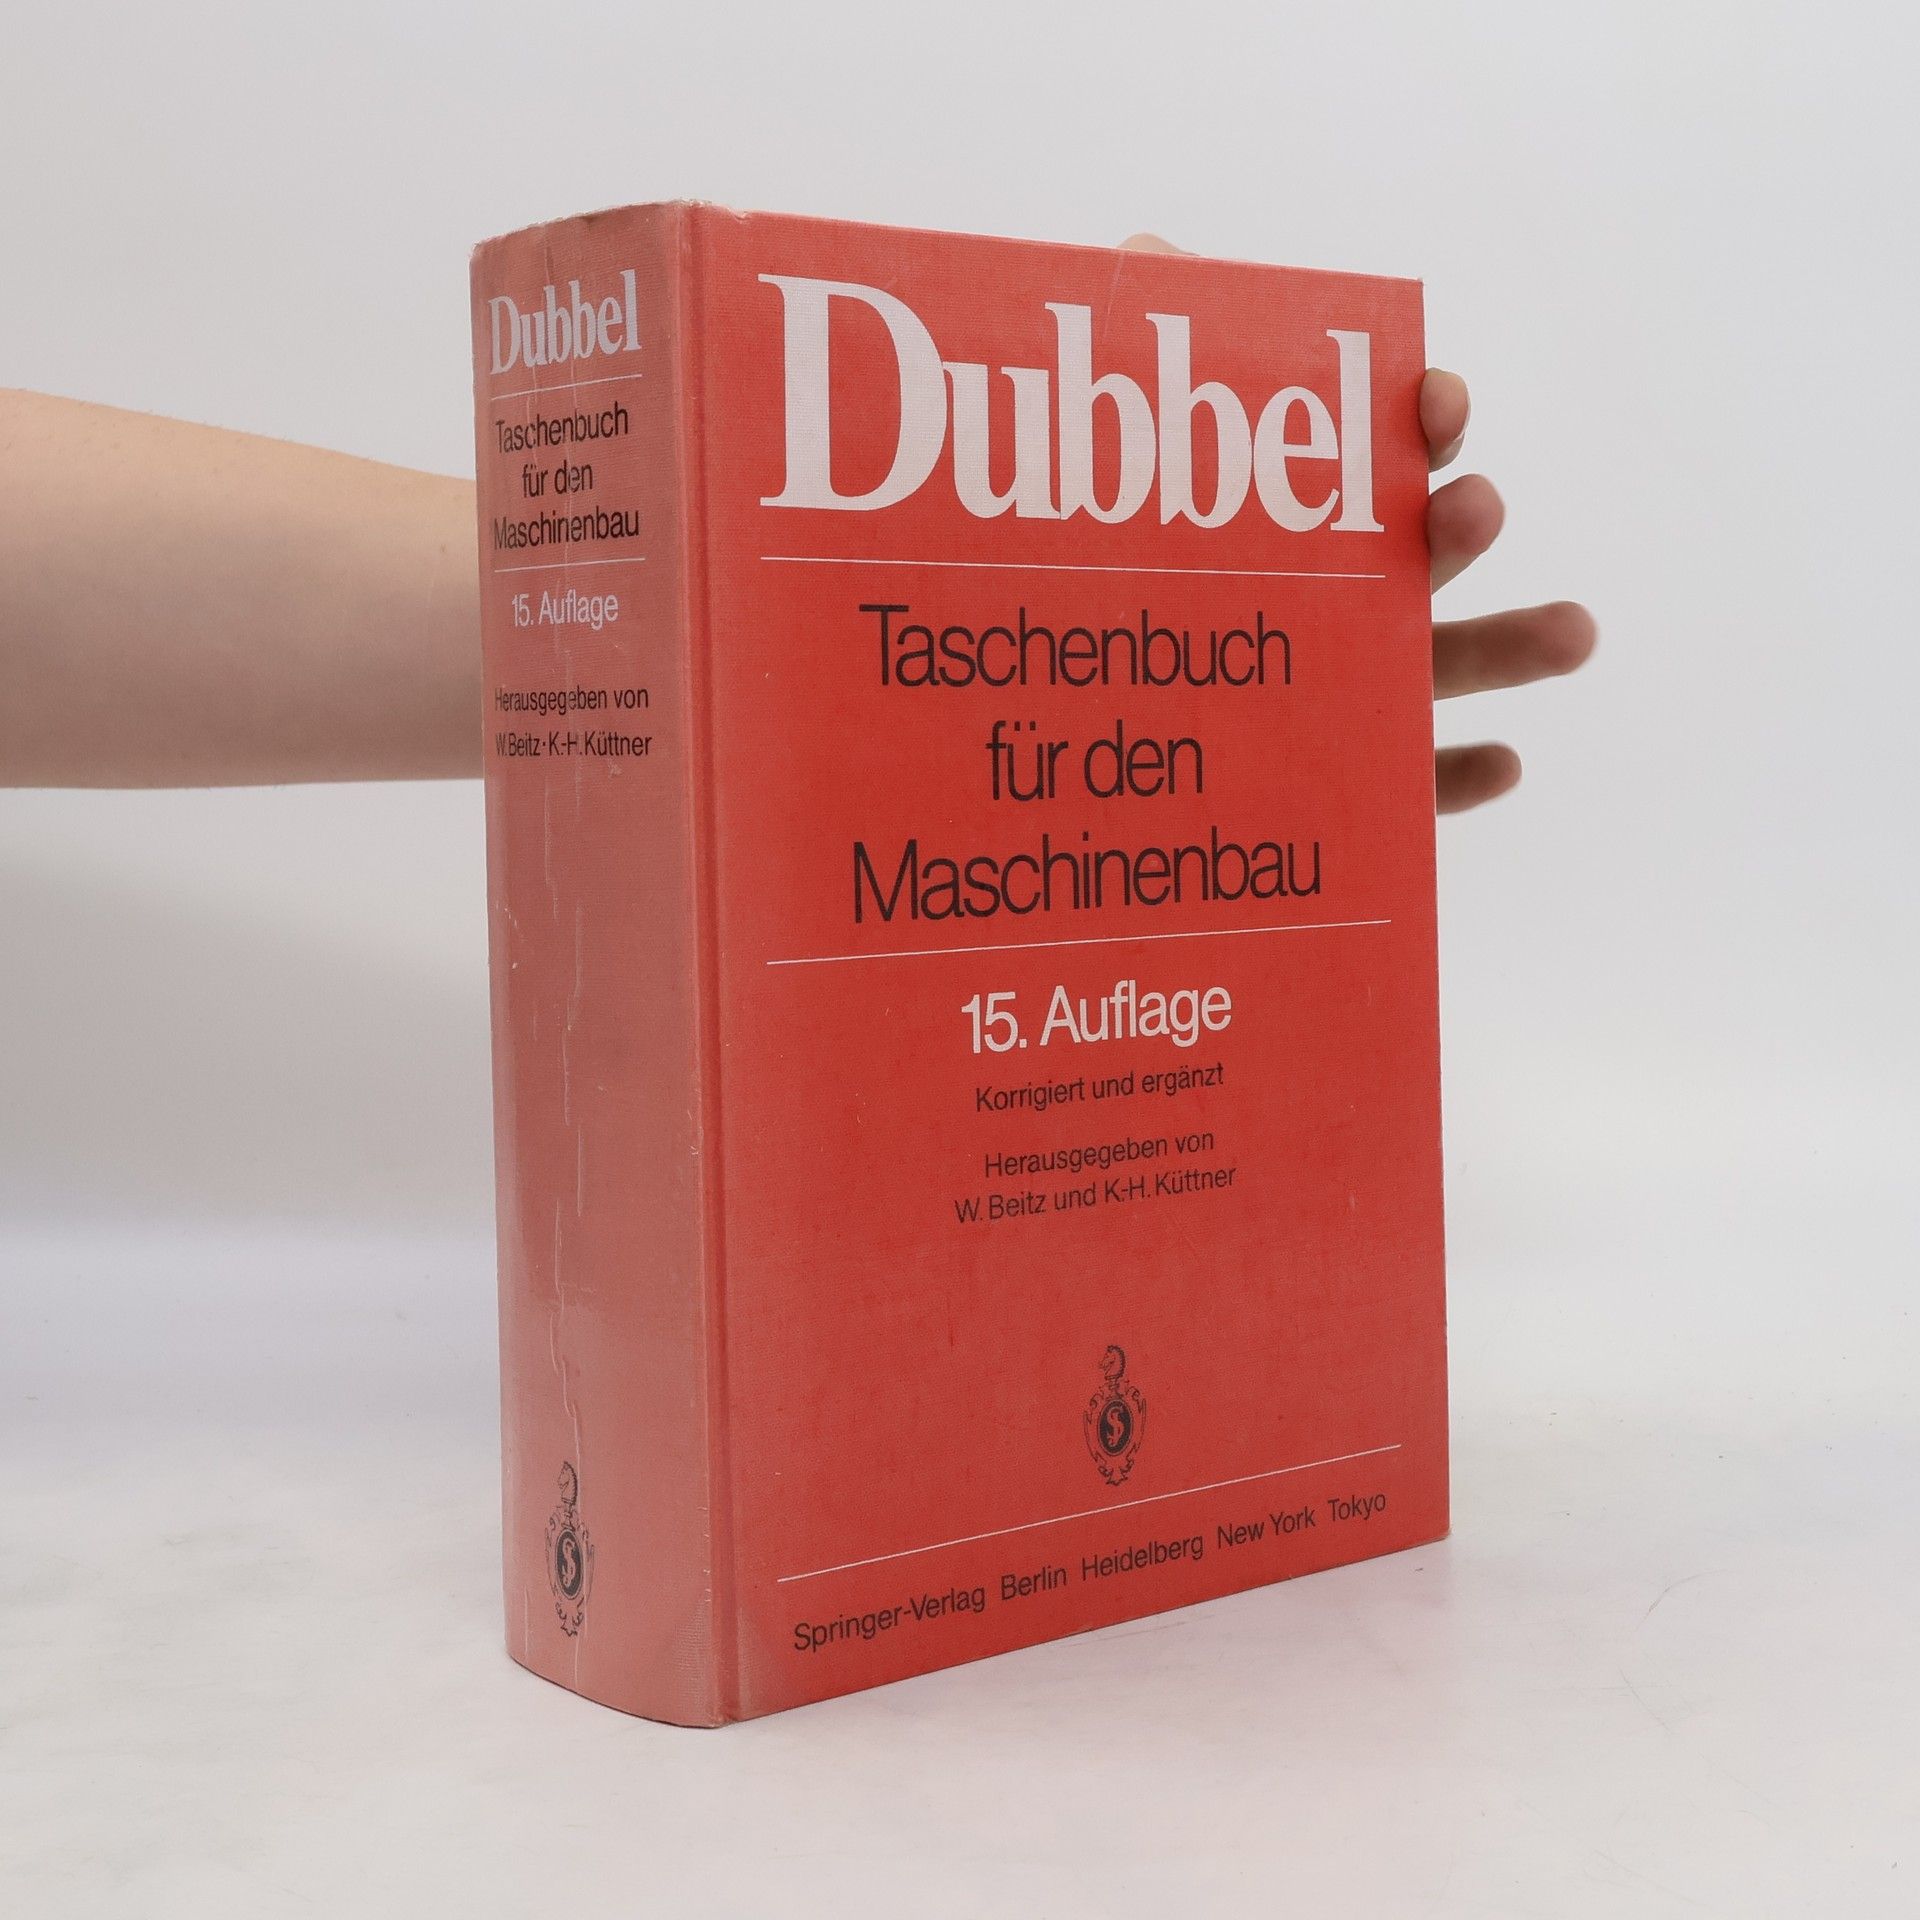 Dubbel
Taschenbuch
für den
Maschinenbau
15. Auflage
Herausgegeben von
W. Beitz · K.-H. Küttner
Dubbel
Taschenbuch
für den
Maschinenbau
15. Auflage
Korrigiert und ergänzt
Herausgegeben von
W. Beitz und K.-H. Küttner
Springer-Verlag Berlin Heidelberg New York Tokyo